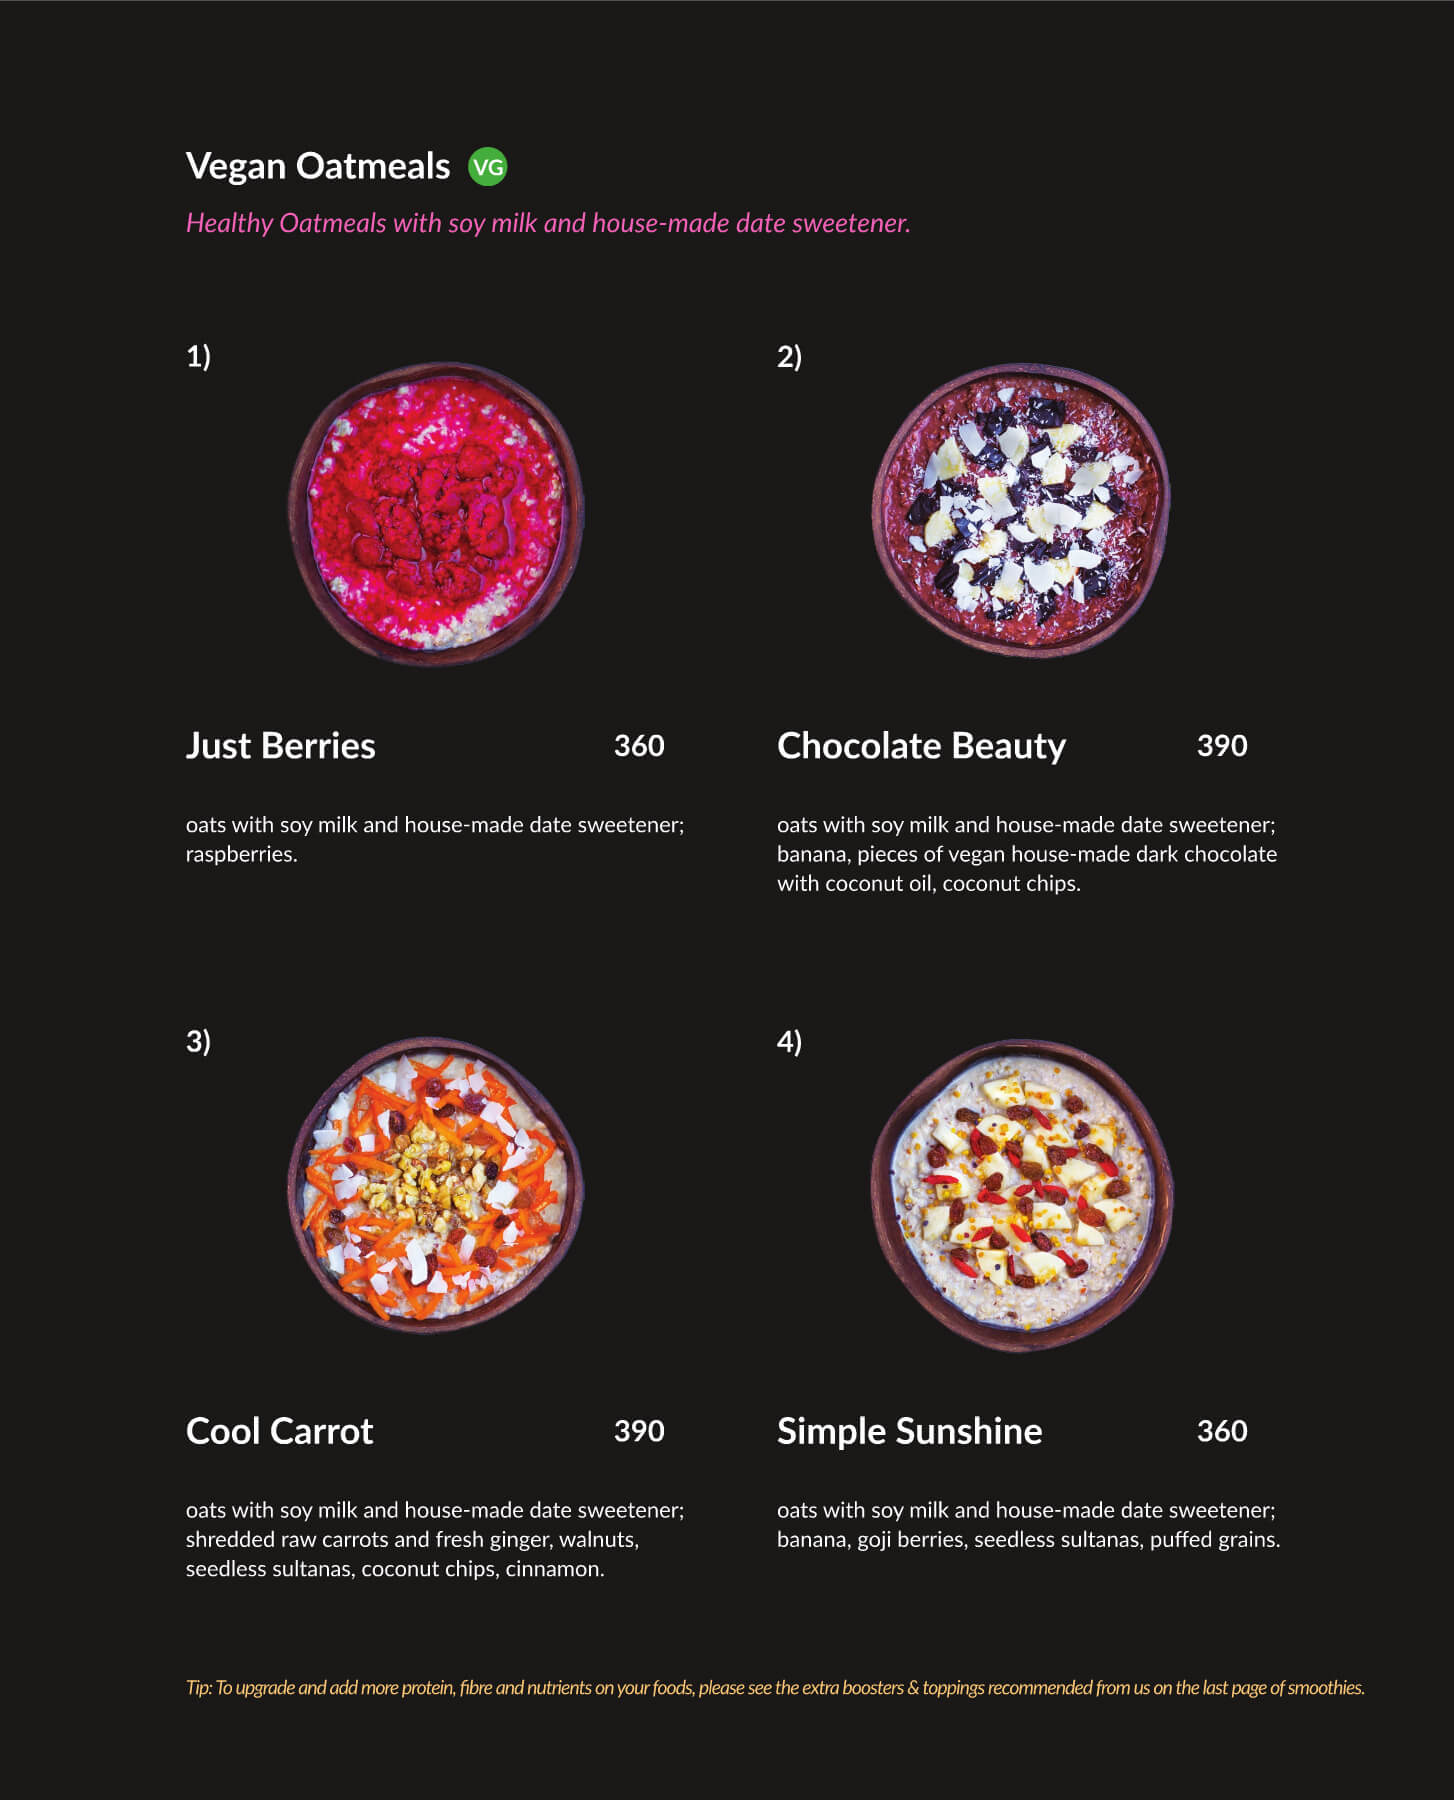 Vegan Oatmeals VG
Healthy Oatmeals with soy milk and house-made date sweetener.
1)
Just Berries 360
oats with soy milk and house-made date sweetener;
raspberries.
2)
Chocolate Beauty 390
oats with soy milk and house-made date sweetener;
banana, pieces of vegan house-made dark chocolate
with coconut oil, coconut chips.
3)
Cool Carrot 390
oats with soy milk and house-made date sweetener;
shredded raw carrots and fresh ginger, walnuts,
seedless sultanas, coconut chips, cinnamon.
4)
Simple Sunshine 360
oats with soy milk and house-made date sweetener;
banana, goji berries, seedless sultanas, puffed grains.
Tip: To upgrade and add more protein, fibre and nutrients on your foods, please see the extra boosters & toppings recommended from us on the last page of smoothies.